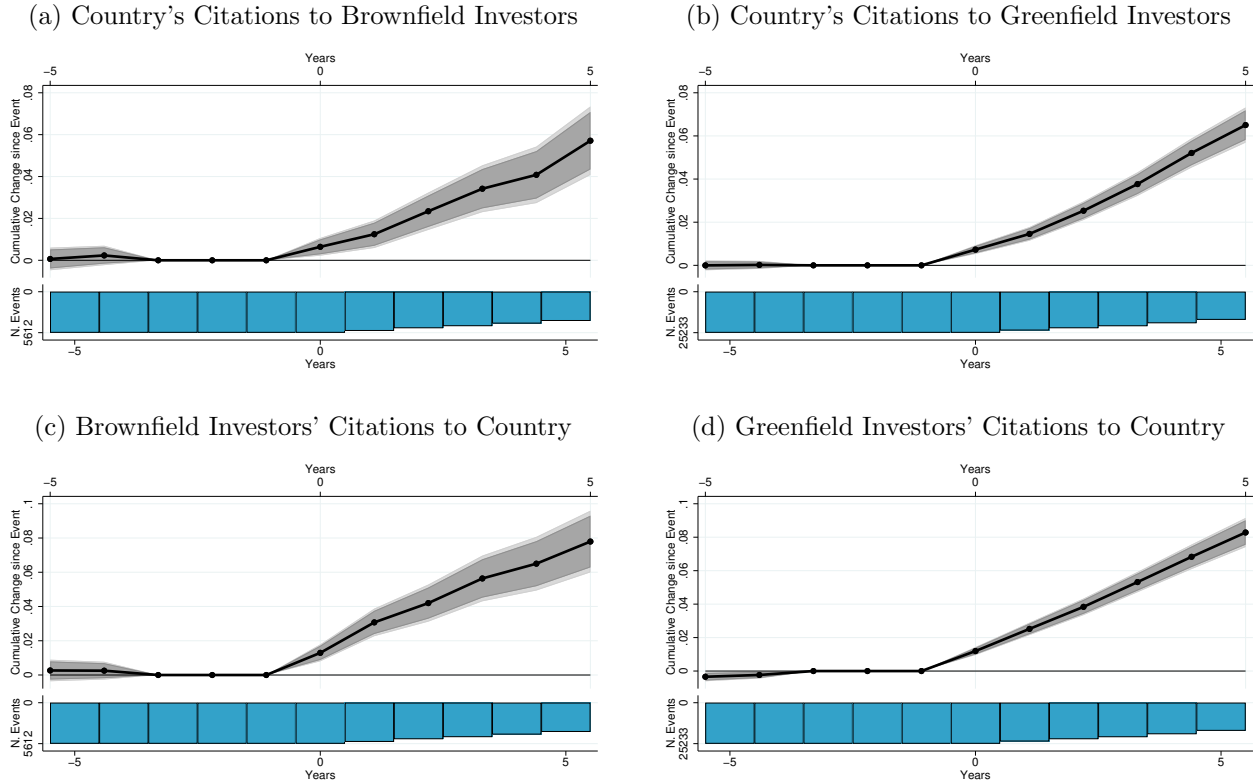 (a) Country's Citations to Brownfield Investors
Years
−5 0 5
Cumulative Change since Event
0 .02 .04 .06 .08
N. Events
5612 0
−5 0 5
Years
(b) Country's Citations to Greenfield Investors
Years
−5 0 5
Cumulative Change since Event
0 .02 .04 .06 .08
N. Events
25233 0
−5 0 5
Years
(c) Brownfield Investors' Citations to Country
Years
−5 0 5
Cumulative Change since Event
0 .02 .04 .06 .08 .1
N. Events
5612 0
−5 0 5
Years
(d) Greenfield Investors' Citations to Country
Years
−5 0 5
Cumulative Change since Event
0 .02 .04 .06 .08 .1
N. Events
25233 0
−5 0 5
Years